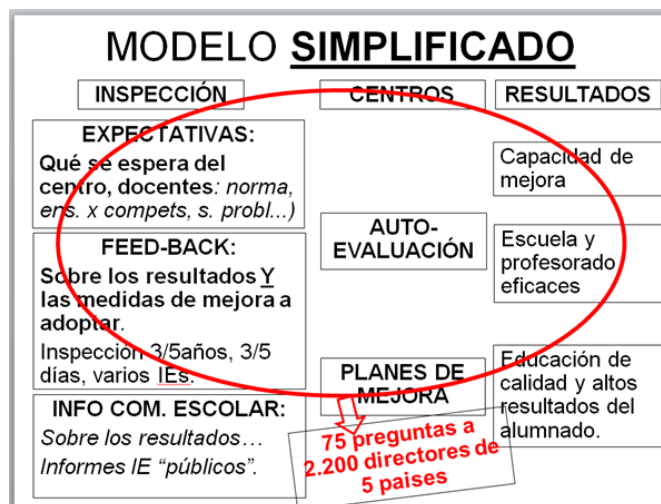 MODELO SIMPLIFICADO
INSPECCIÓN
CENTROS
RESULTADOS
EXPECTATIVAS:
Qué se espera del
centro, docentes: norma,
ens. x compets, s. probl...)
FEED-BACK:
Sobre los resultados Y
las medidas de mejora a
adoptar.
Inspección 3/5años, 3/5
días, varios IEs.
INFO COM. ESCOLAR:
Sobre los resultados…
Informes IE “públicos”.
AUTO-
EVALUACIÓN
PLANES DE
MEJORA
75 preguntas a
2.200 directores de
5 paises
Capacidad de
mejora
Escuela y
profesorado
eficaces
Educación de
calidad y altos
resultados del
alumnado.